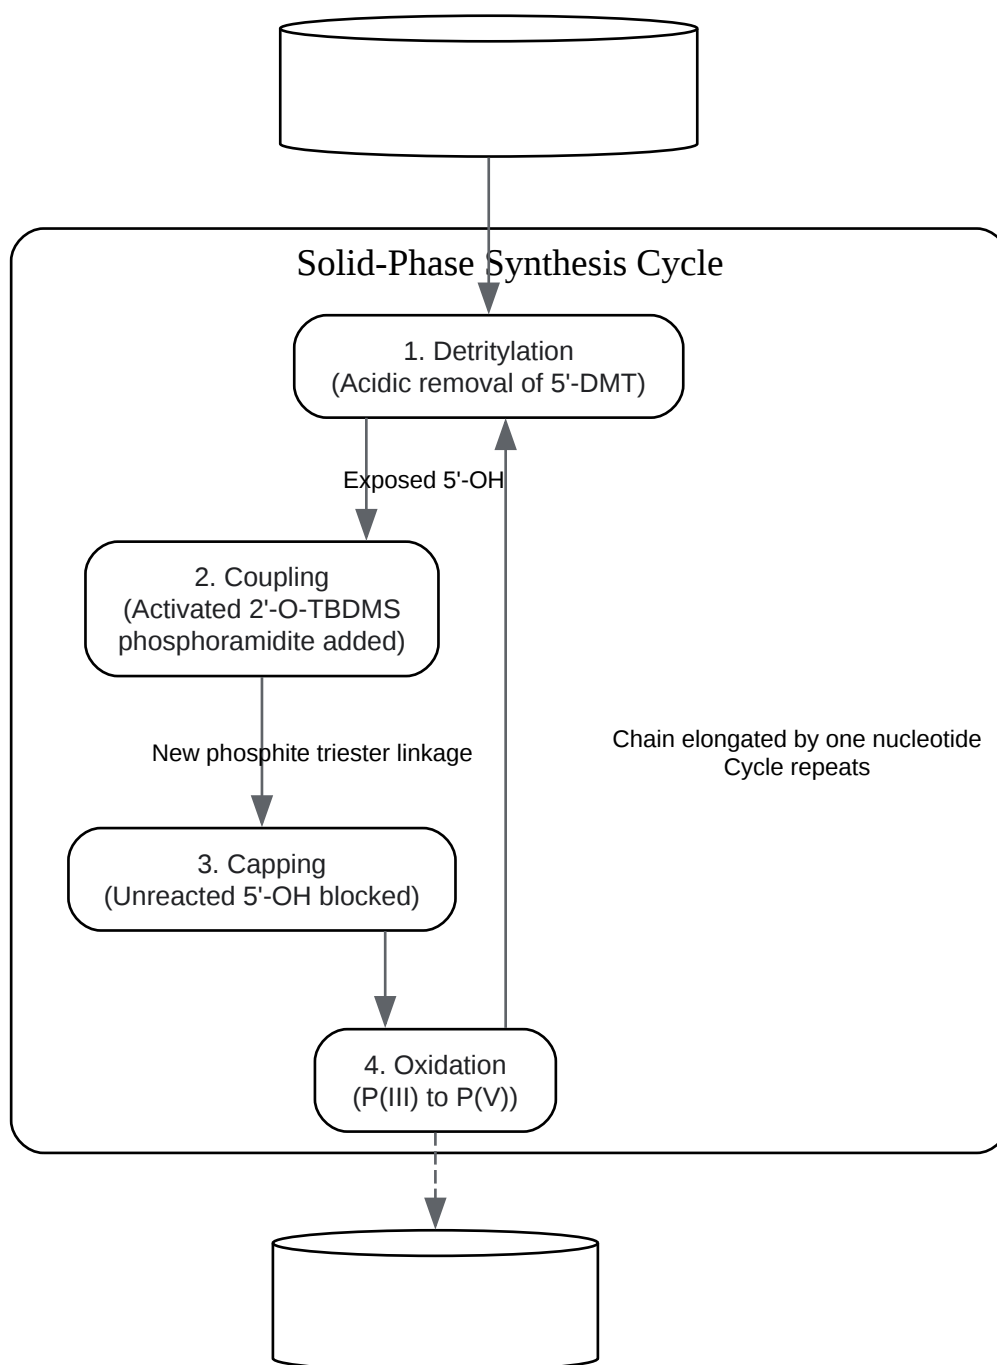 Solid-Phase Synthesis Cycle
1. Detritylation
(Acidic removal of 5'-DMT)
Exposed 5'-OH
2. Coupling
(Activated 2'-O-TBDMS
phosphoramidite added)
New phosphite triester linkage
Chain elongated by one nucleotide
Cycle repeats
3. Capping
(Unreacted 5'-OH blocked)
4. Oxidation
(P(III) to P(V))